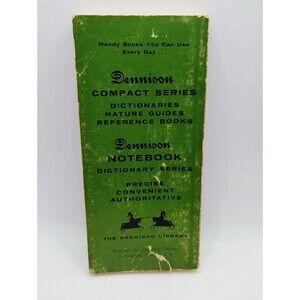 Handy Books You Can Use
Every Day...
Dennison
COMPACT SERIES
DICTIONARIES
NATURE GUIDES
REFERENCE BOOKS
Dennison
NOTEBOOK
DICTIONARY SERIES
PRECISE
CONVENIENT
AUTHORITATIVE
THE DENNISON LIBRARY